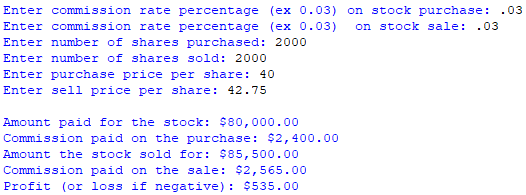 Enter commission rate percentage (ex 0.03) on stock purchase: .03
Enter commission rate percentage (ex 0.03)  on stock sale: .03
Enter number of shares purchased: 2000
Enter number of shares sold: 2000
Enter purchase price per share: 40
Enter sell price per share: 42.75

Amount paid for the stock: $80,000.00
Commission paid on the purchase: $2,400.00
Amount the stock sold for: $85,500.00
Commission paid on the sale: $2,565.00
Profit (or loss if negative): $535.00